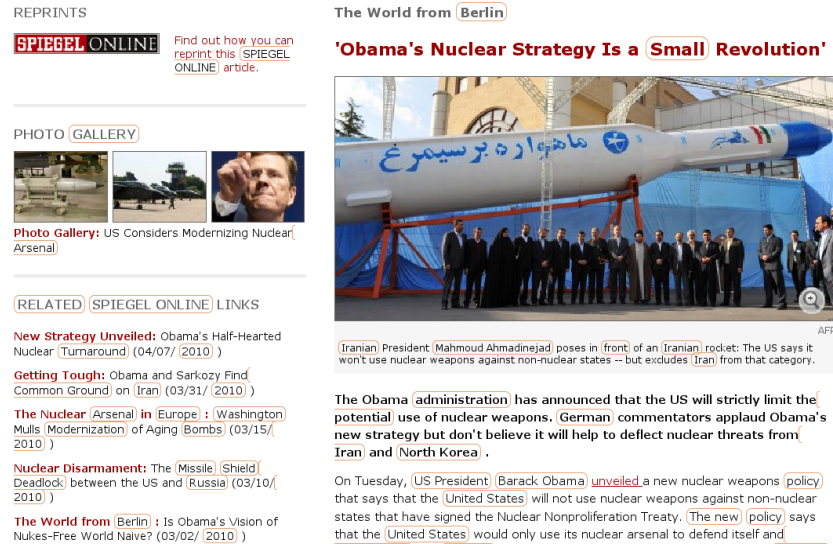 REPRINTS
SPIEGEL ONLINE
Find out how you can
reprint this SPIEGEL
ONLINE article.
PHOTO GALLERY
Photo Gallery: US Considers Modernizing Nuclear
Arsenal
RELATED SPIEGEL ONLINE LINKS
New Strategy Unveiled: Obama's Half-Hearted
Nuclear Turnaround (04/07/ 2010 )
Getting Tough: Obama and Sarkozy Find
Common Ground on Iran (03/31/ 2010 )
The Nuclear Arsenal in Europe : Washington
Mulls Modernization of Aging Bombs (03/15/
2010 )
Nuclear Disarmament: The Missile Shield
Deadlock between the US and Russia (03/10/
2010 )
The World from Berlin : Is Obama's Vision of
Nukes-Free World Naive? (03/02/ 2010 )
The World from Berlin
'Obama's Nuclear Strategy Is a Small Revolution'
ماهواره بر سیمرغ
AFP
Iranian President Mahmoud Ahmadinejad poses in front of an Iranian rocket: The US says it
won't use nuclear weapons against non-nuclear states -- but excludes Iran from that category.
The Obama administration has announced that the US will strictly limit the
potential use of nuclear weapons. German commentators applaud Obama's
new strategy but don't believe it will help to deflect nuclear threats from
Iran and North Korea .
On Tuesday, US President Barack Obama unveiled a new nuclear weapons policy
that says that the United States will not use nuclear weapons against non-nuclear
states that have signed the Nuclear Nonproliferation Treaty. The new policy says
that the United States would only use its nuclear arsenal to defend itself and